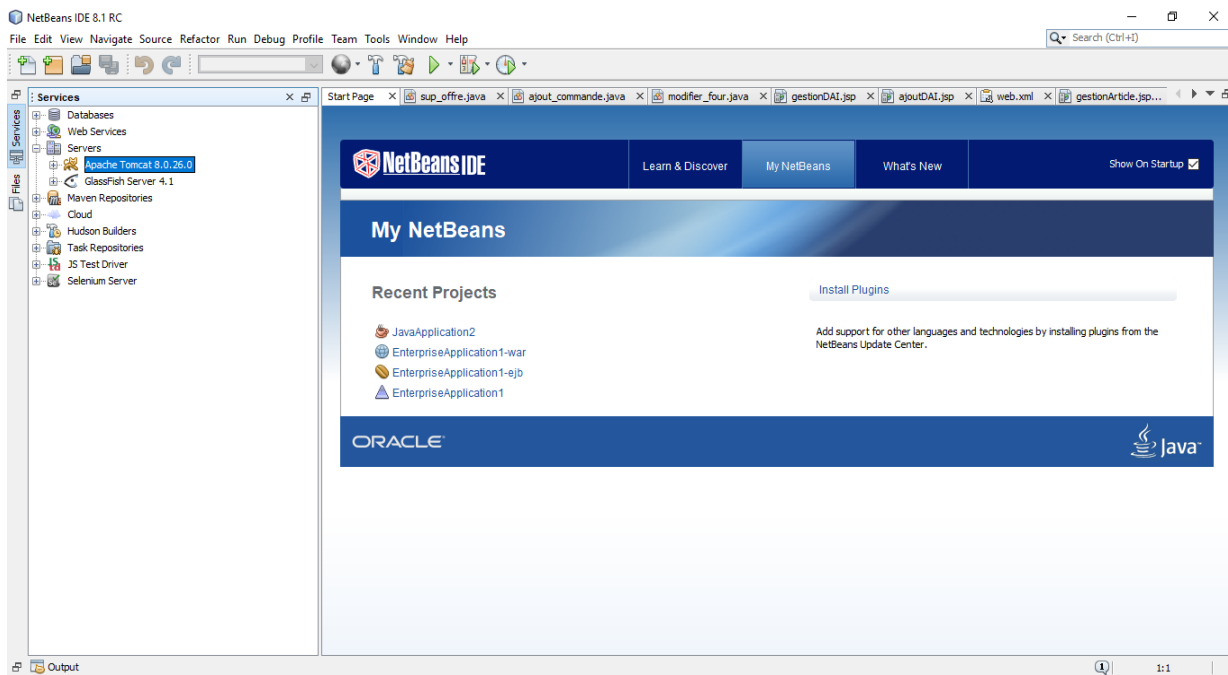 NetBeans IDE 8.1 RC
File Edit View Navigate Source Refactor Run Debug Profile Team Tools Window Help
Search (Ctrl+I)
Services
Start Page sup_offre.java ajout_commande.java modifier_four.java gestionDAI.jsp ajoutDAI.jsp web.xml gestionArticle.jsp...
Services
Files
Databases
Web Services
Servers
Apache Tomcat 8.0.26.0
GlassFish Server 4.1
Maven Repositories
Cloud
Hudson Builders
Task Repositories
JS Test Driver
Selenium Server
NetBeans IDE
Learn & Discover
My NetBeans
What's New
Show On Startup
My NetBeans
Recent Projects
JavaApplication2
EnterpriseApplication1-war
EnterpriseApplication1-ejb
EnterpriseApplication1
Install Plugins
Add support for other languages and technologies by installing plugins from the
NetBeans Update Center.
ORACLE
Java
Output
1
1:1